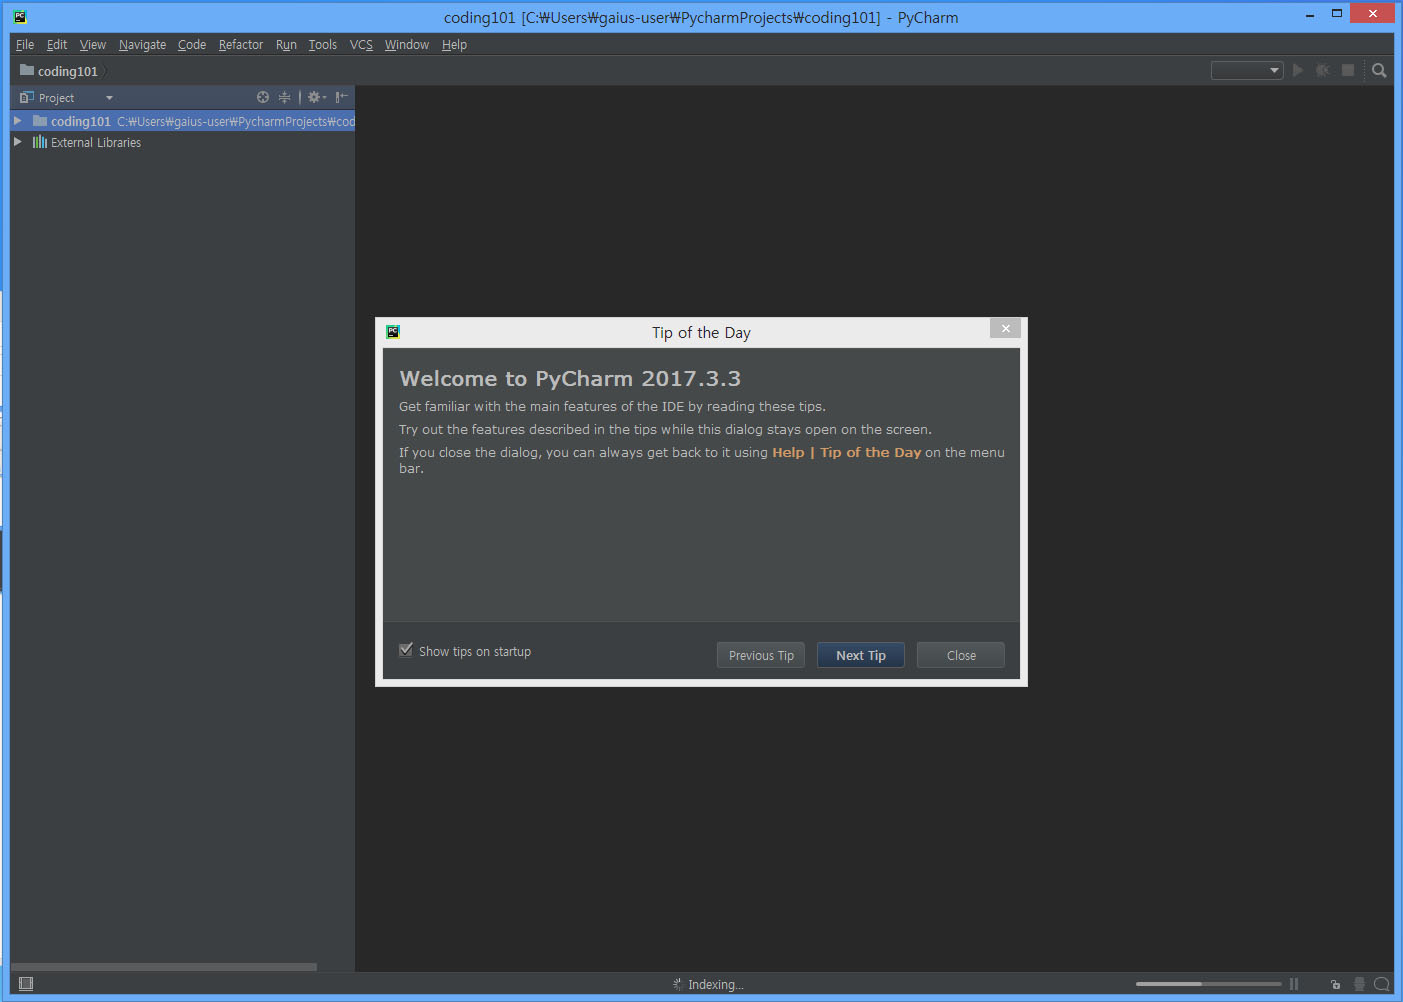 coding101 [C:₩Users₩gaius-user₩PycharmProjects₩coding101] - PyCharm
File Edit View Navigate Code Refactor Run Tools VCS Window Help
coding101
Project
coding101 C:₩Users₩gaius-user₩PycharmProjects₩cod
External Libraries
PC
Tip of the Day
Welcome to PyCharm 2017.3.3
Get familiar with the main features of the IDE by reading these tips.
Try out the features described in the tips while this dialog stays open on the screen.
If you close the dialog, you can always get back to it using Help | Tip of the Day on the menu
bar.
Show tips on startup
Previous Tip Next Tip Close
Indexing...